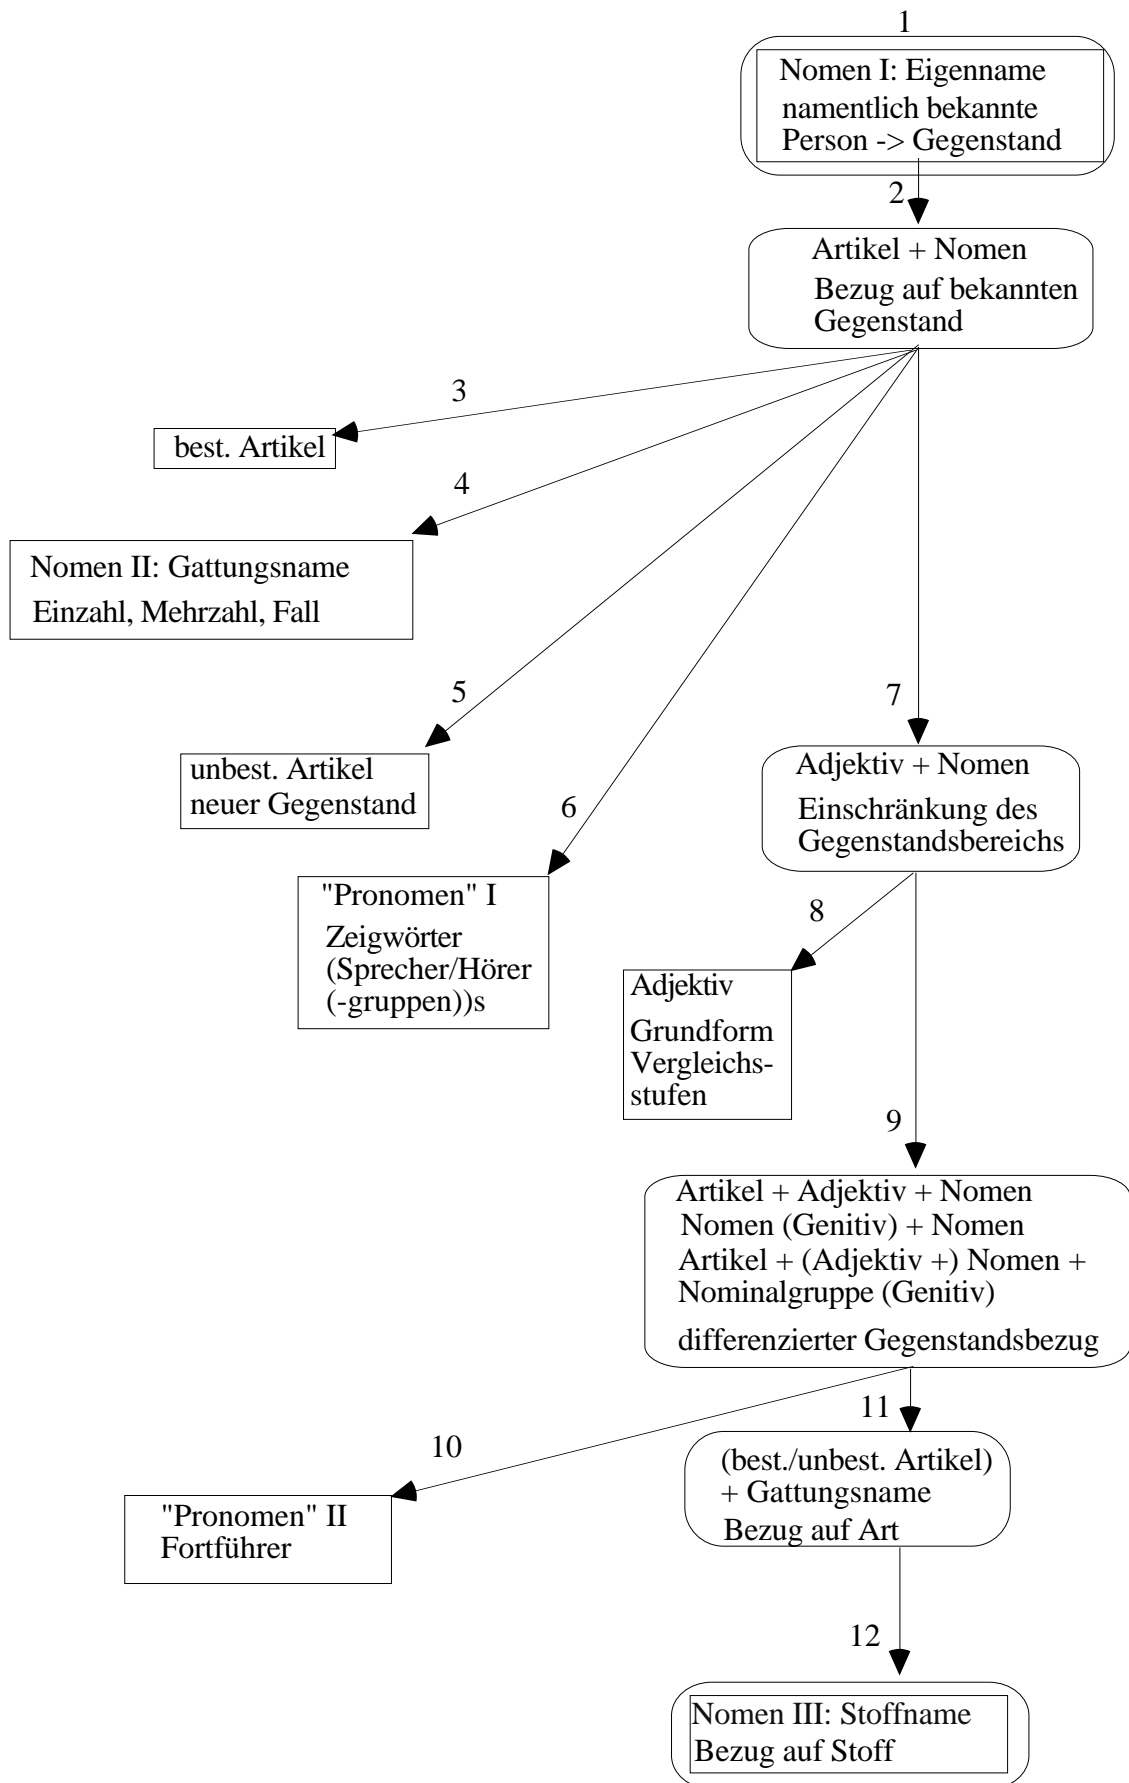 1
Nomen I: Eigenname
namentlich bekannte
Person -> Gegenstand
2
Artikel + Nomen
Bezug auf bekannten
Gegenstand
3
best. Artikel
4
Nomen II: Gattungsname
Einzahl, Mehrzahl, Fall
5
unbest. Artikel
neuer Gegenstand
6
"Pronomen" I
Zeigwörter
(Sprecher/Hörer
(-gruppen))s
7
Adjektiv + Nomen
Einschränkung des
Gegenstandsbereichs
8
Adjektiv
Grundform
Vergleichs-
stufen
9
Artikel + Adjektiv + Nomen
Nomen (Genitiv) + Nomen
Artikel + (Adjektiv +) Nomen +
Nominalgruppe (Genitiv)
differenzierter Gegenstandsbezug
10
"Pronomen" II
Fortführer
11
(best./unbest. Artikel)
+ Gattungsname
Bezug auf Art
12
Nomen III: Stoffname
Bezug auf Stoff